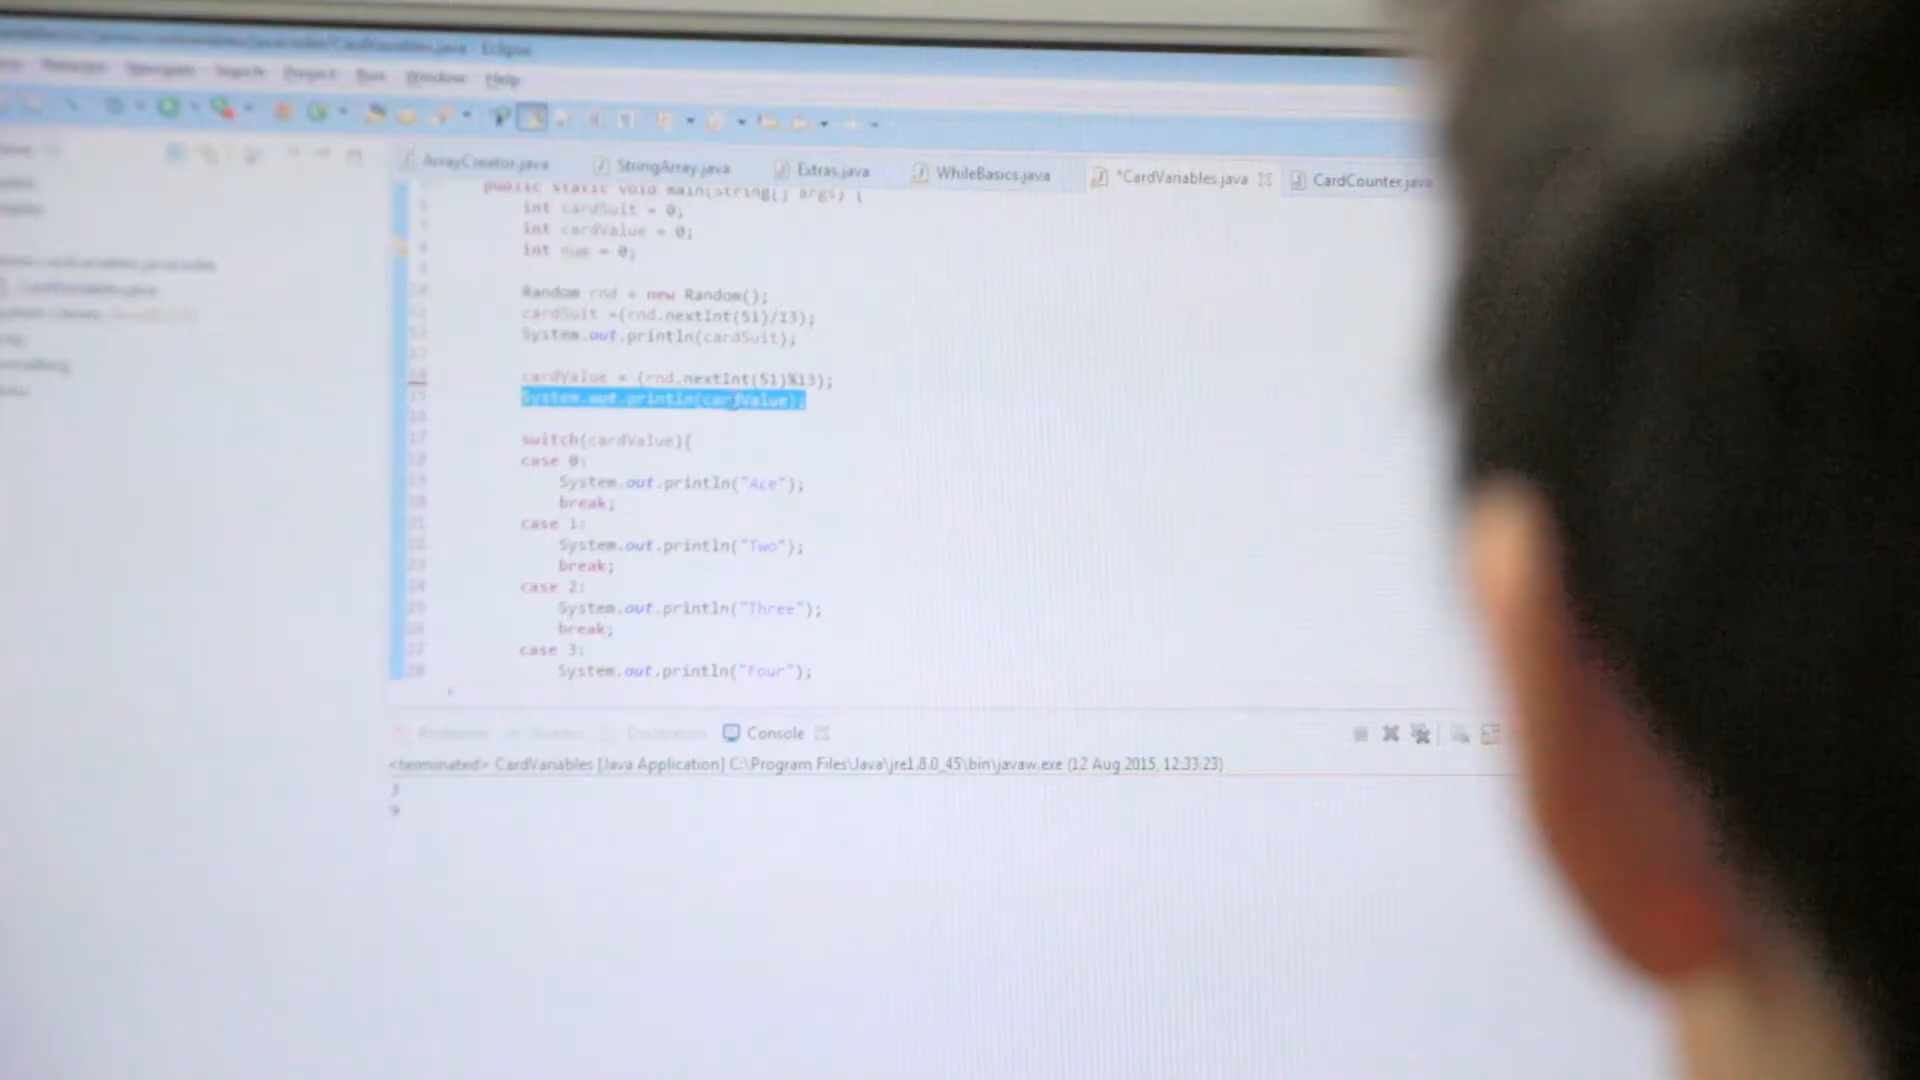 CardVariables.java - Eclipse
Refactor Navigate Search Project Run Window Help
ArrayCreator.java StringArray.java Extras.java WhileBasics.java *CardVariables.java CardCounter.java
public static void main(String[] args) {
int cardSuit = 0;
int cardValue = 0;
int num = 0;
Random rnd = new Random();
cardSuit =(rnd.nextInt(51)/13);
System.out.println(cardSuit);
cardValue = (rnd.nextInt(51)%13);
System.out.println(cardValue);
switch(cardValue){
case 0:
System.out.println("Ace");
break;
case 1:
System.out.println("Two");
break;
case 2:
System.out.println("Three");
break;
case 3:
System.out.println("Four");
Console
<terminated> CardVariables [Java Application] C:\Program Files\Java\jre1.8.0_45\bin\javaw.exe (12 Aug 2015, 12:33:23)
3
9